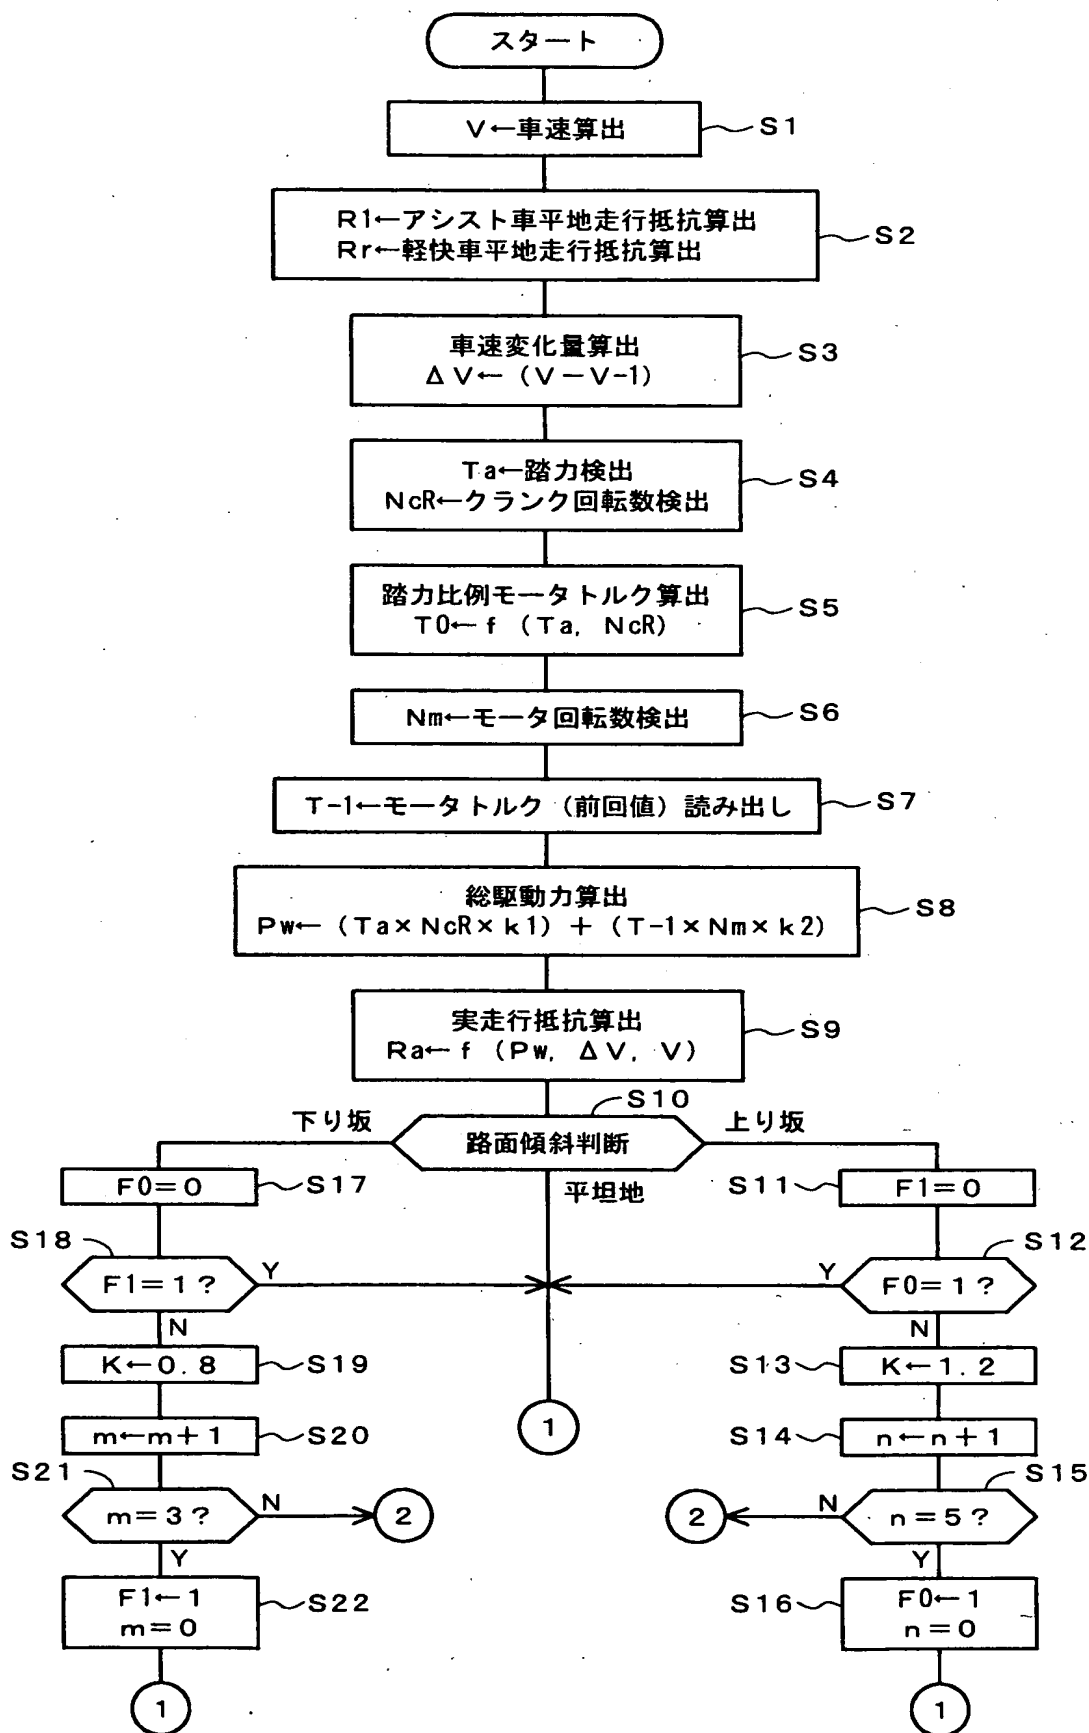 スタート
V←車速算出
S1
R1←アシスト車平地走行抵抗算出
Rr←軽快車平地走行抵抗算出
S2
車速変化量算出
ΔV←(V－V-1)
S3
Ta←踏力検出
NcR←クランク回転数検出
S4
踏力比例モータトルク算出
T0←f (Ta, NcR)
S5
Nm←モータ回転数検出
S6
T-1←モータトルク (前回値) 読み出し
S7
総駆動力算出
Pw←(Ta×NcR×k1)＋(T-1×Nm×k2)
S8
実走行抵抗算出
Ra←f (Pw, ΔV, V)
S9
S10
下り坂
路面傾斜判断
上り坂
平坦地
F0=0
S17
S11
F1=0
S18
F1=1?
Y
Y
F0=1?
S12
N
N
K←0.8
S19
S13
K←1.2
1
m←m+1
S20
S14
n←n+1
S21
m=3?
N
2
2
N
n=5?
S15
Y
Y
F1←1
m=0
S22
S16
F0←1
n=0
1
1